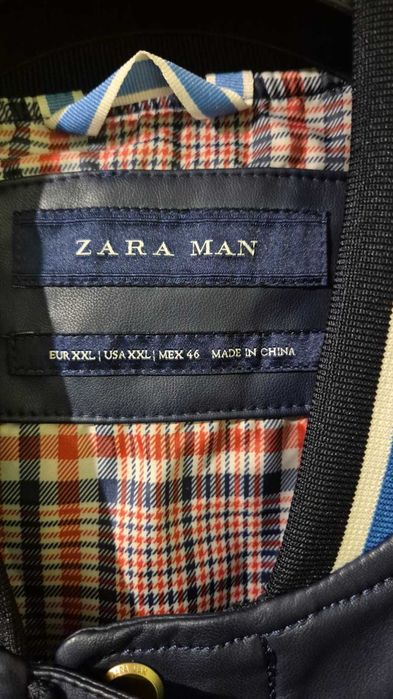 ZARA MAN
EUR XXL | USA XXL | MEX 46 MADE IN CHINA